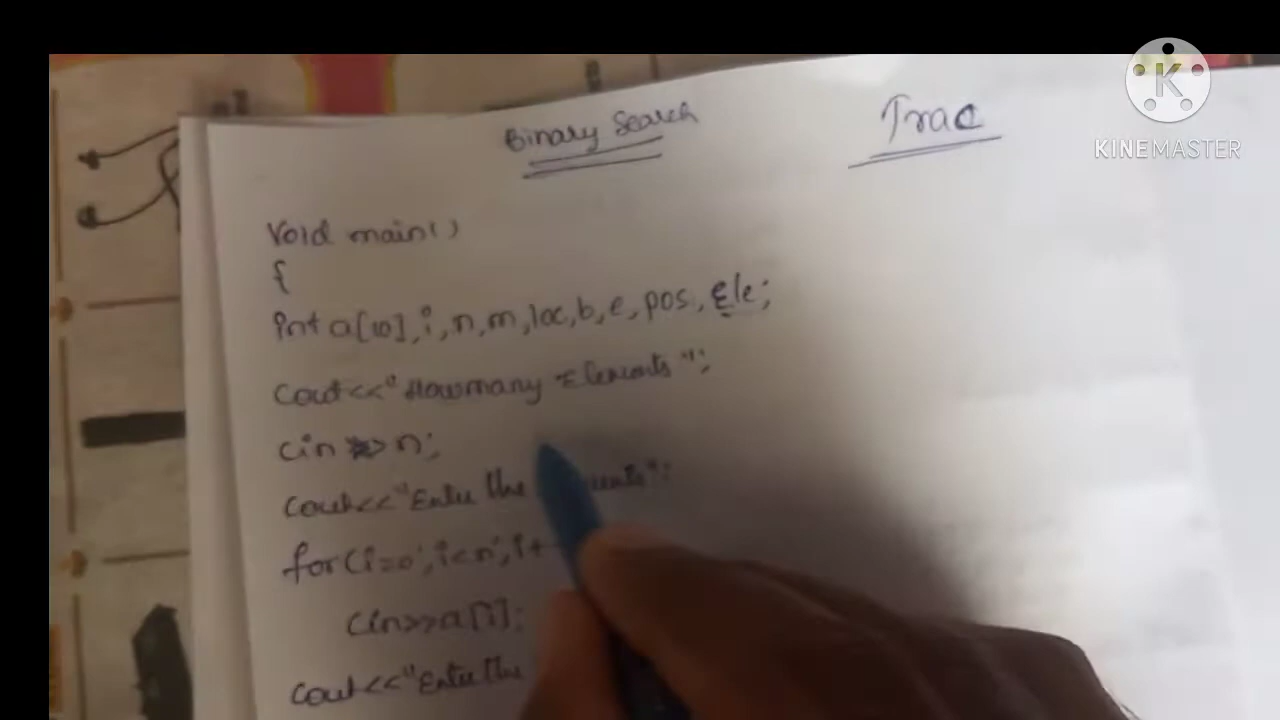 Binary Search
Trac
KINEMASTER
void main()
{
int a[10], i, n, m, loc, b, e, pos, Ele;
cout<<"How many Elements";
cin >> n;
cout<<"Enter the
for(i=0; i<n; i+
cin>>a[i];
cout<<"Enter the